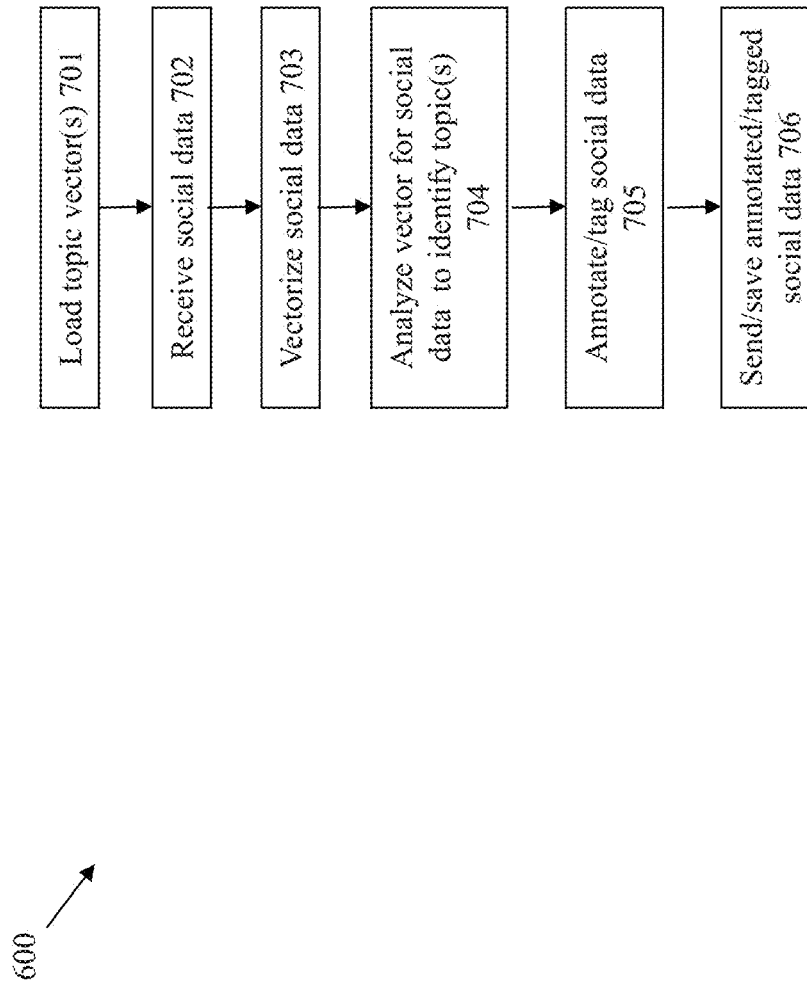 600
Load topic vector(s) 701
Receive social data 702
Vectorize social data 703
Analyze vector for social
data to identify topic(s)
704
Annotate/tag social data
705
Send/save annotated/tagged
social data 706